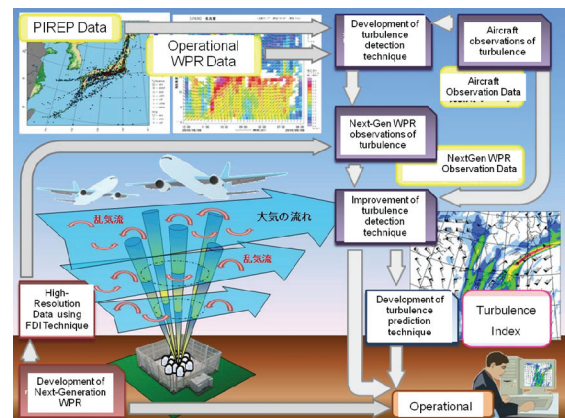 PIREP Data
Operational
WPR Data
Development of
turbulence
detection
technique
Aircraft
observations of
turbulence
Aircraft
Observation Data
Next-Gen WPR
observations of
turbulence
NextGen WPR
Observation Data
乱気流
大気の流れ
Improvement of
turbulence
detection
technique
乱気流
High-
Resolution
Data using
FDI Technique
Development of
turbulence
prediction
technique
Turbulence
Index
Development of
Next-Generation
WPR
Operational